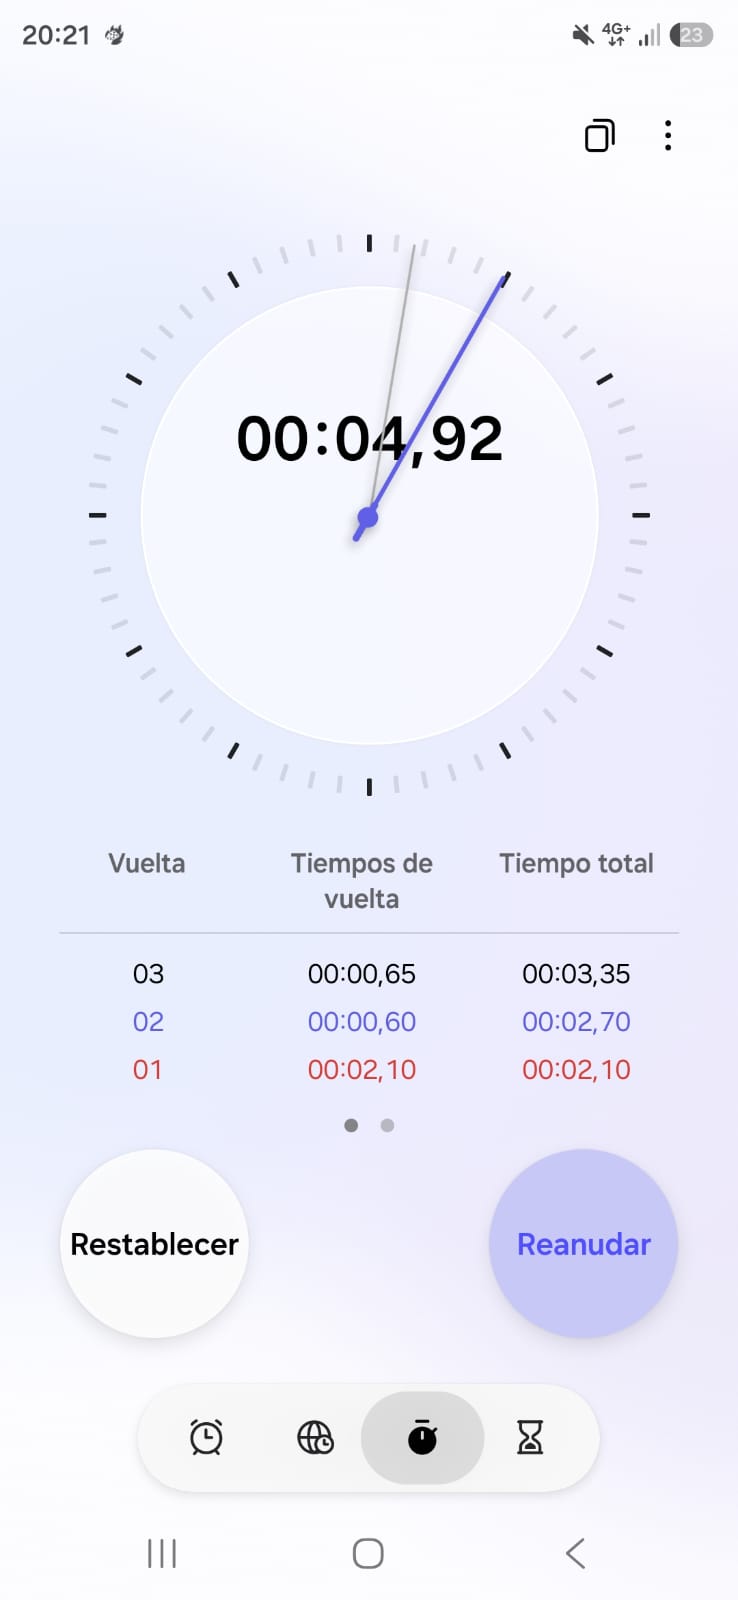 20:21
4G+
23
00:04,92
Vuelta Tiempos de vuelta Tiempo total
03 00:00,65 00:03,35
02 00:00,60 00:02,70
01 00:02,10 00:02,10
Restablecer Reanudar